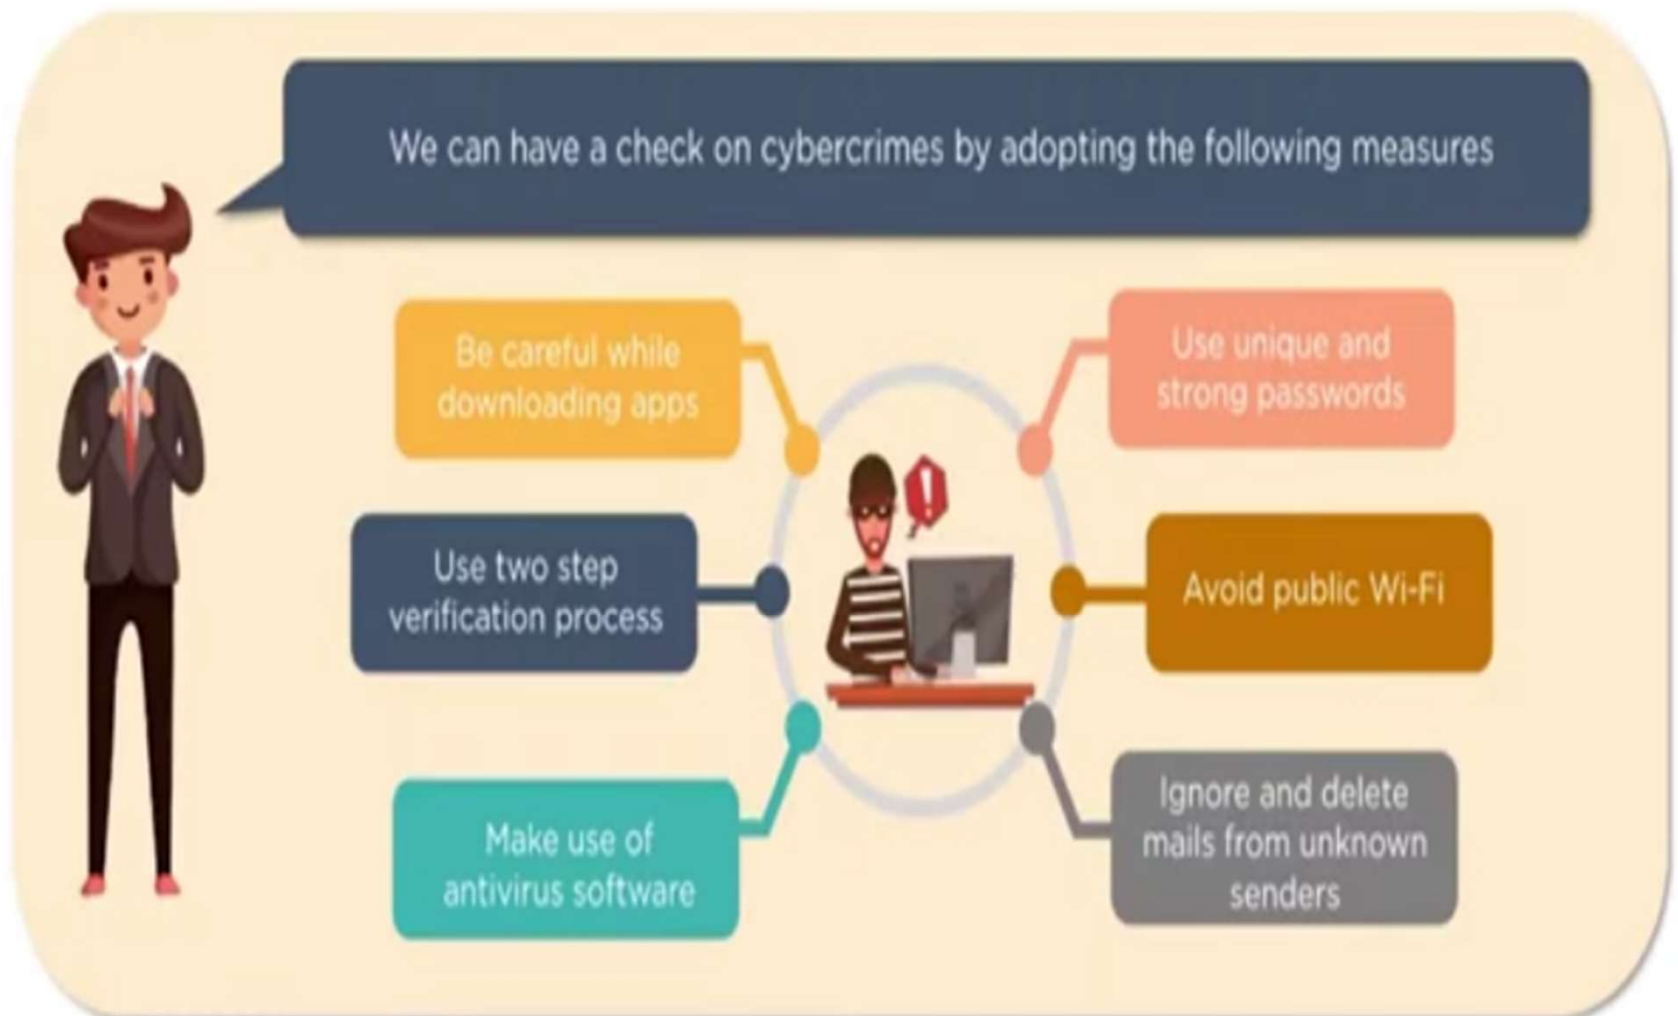 We can have a check on cybercrimes by adopting the following measures
Be careful while
downloading apps
Use unique and
strong passwords
Use two step
verification process
Avoid public Wi-Fi
Make use of
antivirus software
Ignore and delete
mails from unknown
senders